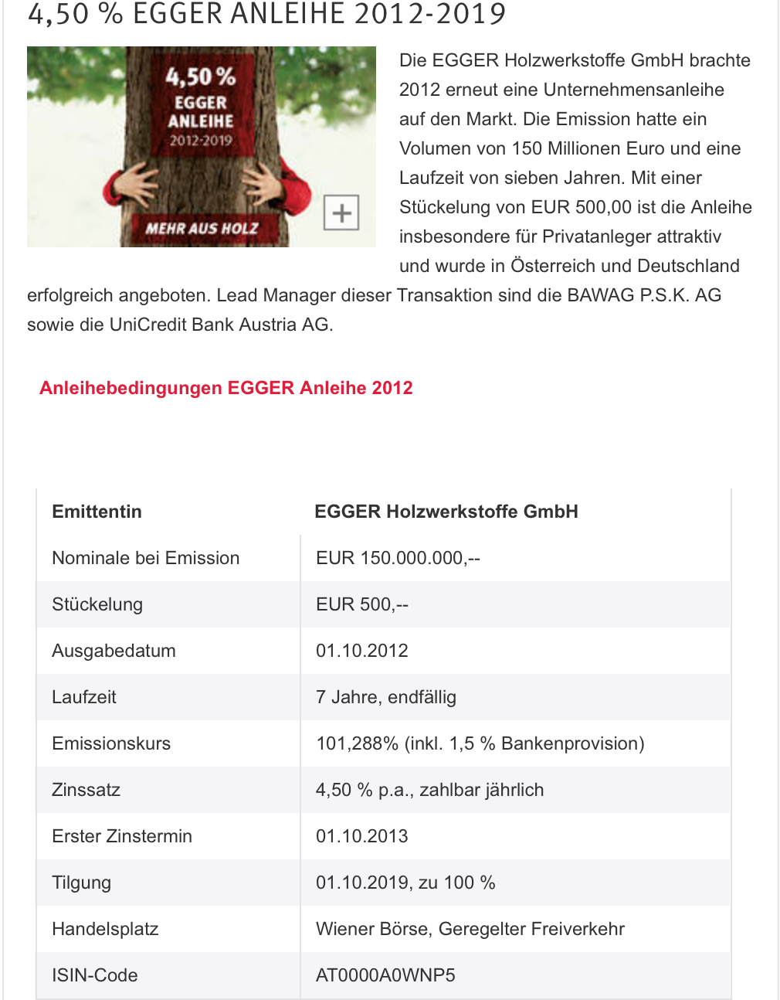 4,50 % EGGER ANLEIHE 2012-2019
4,50 %
EGGER
ANLEIHE
2012-2019
MEHR AUS HOLZ
Die EGGER Holzwerkstoffe GmbH brachte
2012 erneut eine Unternehmensanleihe
auf den Markt. Die Emission hatte ein
Volumen von 150 Millionen Euro und eine
Laufzeit von sieben Jahren. Mit einer
Stückelung von EUR 500,00 ist die Anleihe
insbesondere für Privatanleger attraktiv
und wurde in Österreich und Deutschland
erfolgreich angeboten. Lead Manager dieser Transaktion sind die BAWAG P.S.K. AG
sowie die UniCredit Bank Austria AG.
Anleihebedingungen EGGER Anleihe 2012
Emittentin EGGER Holzwerkstoffe GmbH
Nominale bei Emission EUR 150.000.000,--
Stückelung EUR 500,--
Ausgabedatum 01.10.2012
Laufzeit 7 Jahre, endfällig
Emissionskurs 101,288% (inkl. 1,5 % Bankenprovision)
Zinssatz 4,50 % p.a., zahlbar jährlich
Erster Zinstermin 01.10.2013
Tilgung 01.10.2019, zu 100 %
Handelsplatz Wiener Börse, Geregelter Freiverkehr
ISIN-Code AT0000A0WNP5